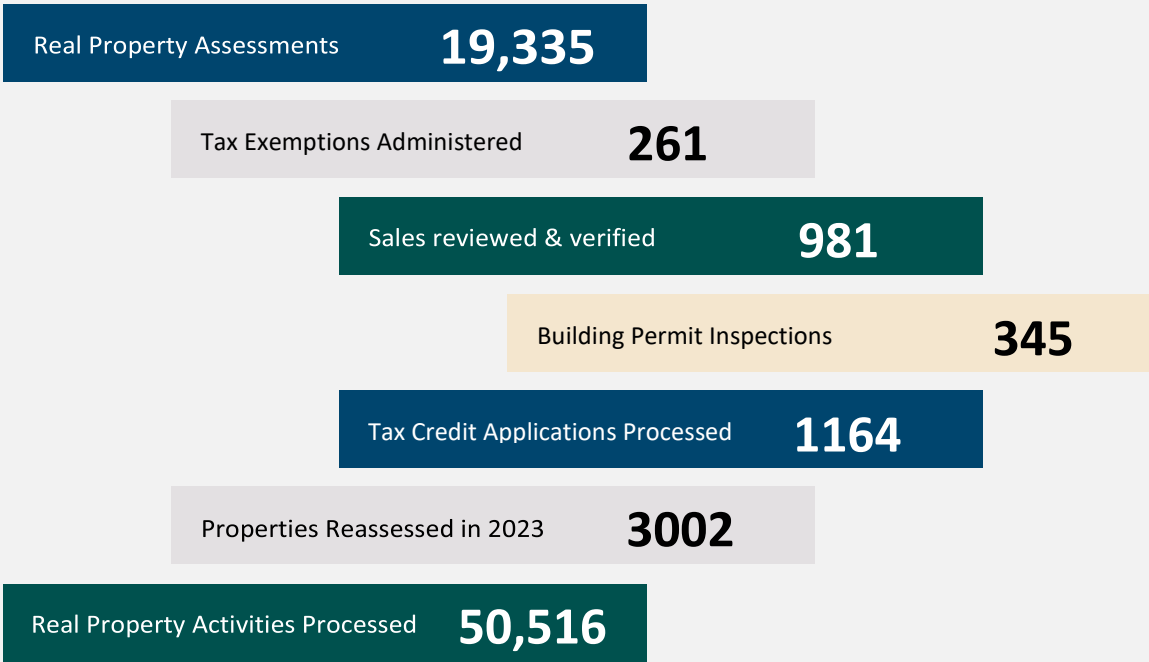 Real Property Assessments 19,335
Tax Exemptions Administered 261
Sales reviewed & verified 981
Building Permit Inspections 345
Tax Credit Applications Processed 1164
Properties Reassessed in 2023 3002
Real Property Activities Processed 50,516